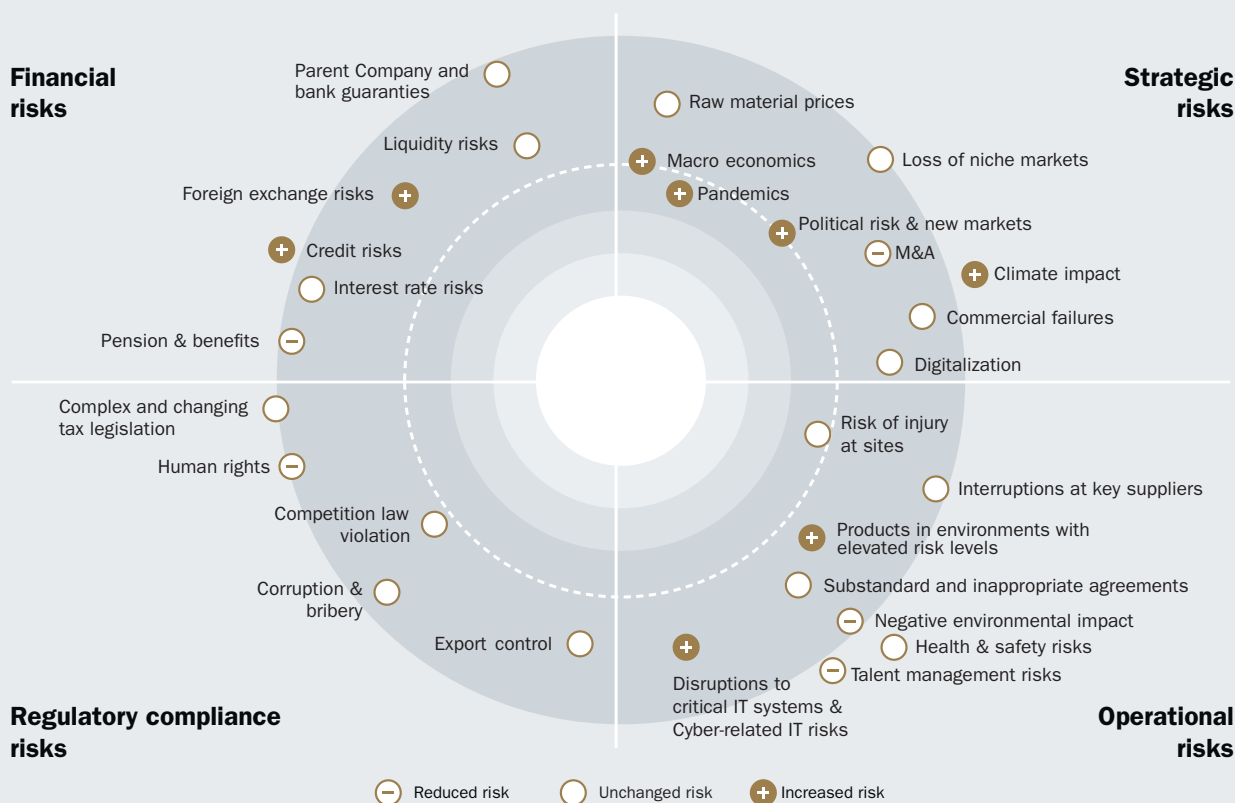 Financial
risks
Strategic
risks
Parent Company and
bank guaranties
Liquidity risks
Foreign exchange risks
Credit risks
Interest rate risks
Pension & benefits
Raw material prices
Macro economics
Loss of niche markets
Pandemics
Political risk & new markets
M&A
Climate impact
Commercial failures
Digitalization
Complex and changing
tax legislation
Human rights
Competition law
violation
Corruption &
bribery
Export control
Risk of injury
at sites
Interruptions at key suppliers
Products in environments with
elevated risk levels
Substandard and inappropriate agreements
Negative environmental impact
Health & safety risks
Talent management risks
Disruptions to
critical IT systems &
Cyber-related IT risks
Regulatory compliance
risks
Operational
risks
Reduced risk
Unchanged risk
Increased risk